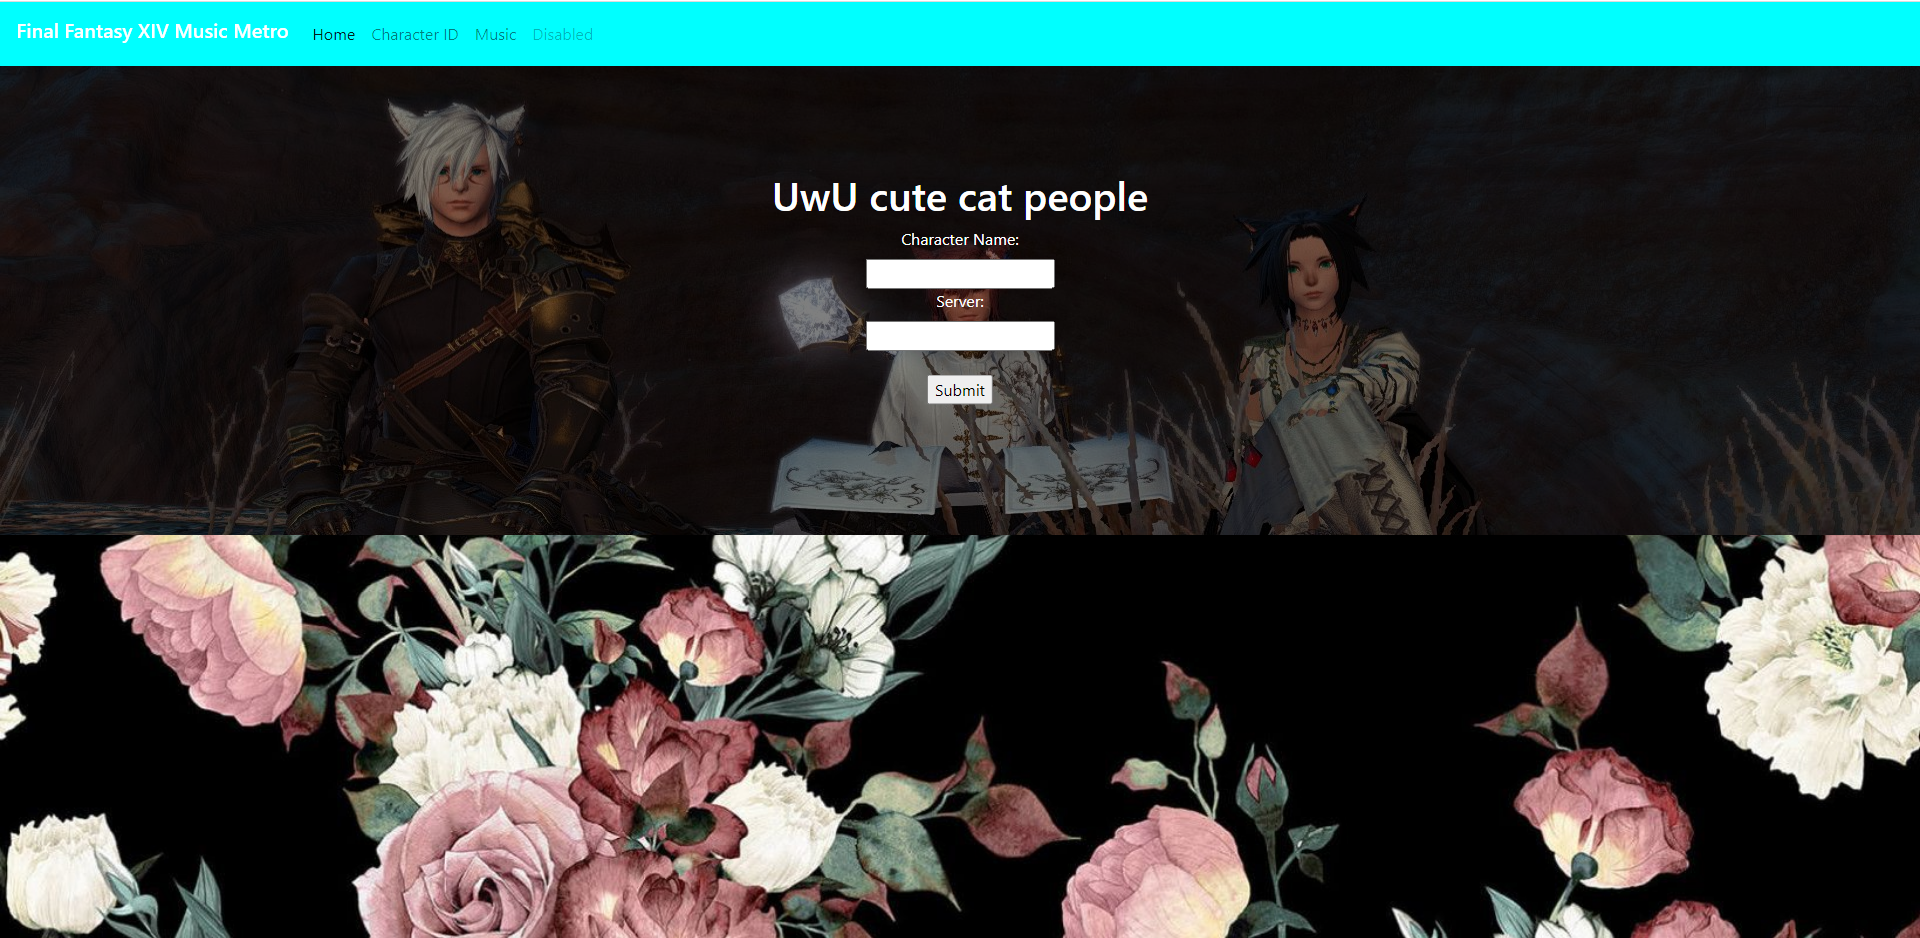 Final Fantasy XIV Music Metro Home Character ID Music Disabled
UwU cute cat people
Character Name:
Server:
Submit